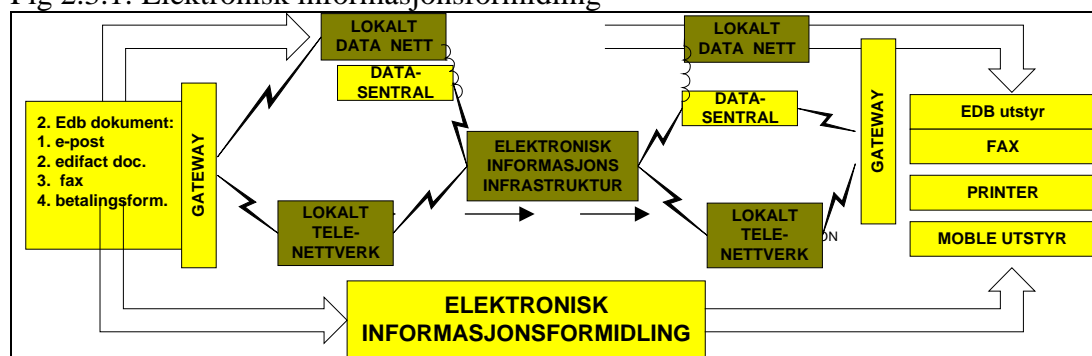 Fig 2.3.1. Elektronisk informasjonsformidling
LOKALT
DATA NETT
DATA-
SENTRAL
2. Edb dokument:
1. e-post
2. edifact doc.
3. fax
4. betalingsform.
GATEWAY
LOKALT
TELE-
NETTVERK
ELEKTRONISK
INFORMASJONS
INFRASTRUKTUR
LOKALT
DATA NETT
DATA-
SENTRAL
LOKALT
TELE-
NETTVERK
ON
GATEWAY
EDB utstyr
FAX
PRINTER
MOBLE UTSTYR
ELEKTRONISK
INFORMASJONSFORMIDLING